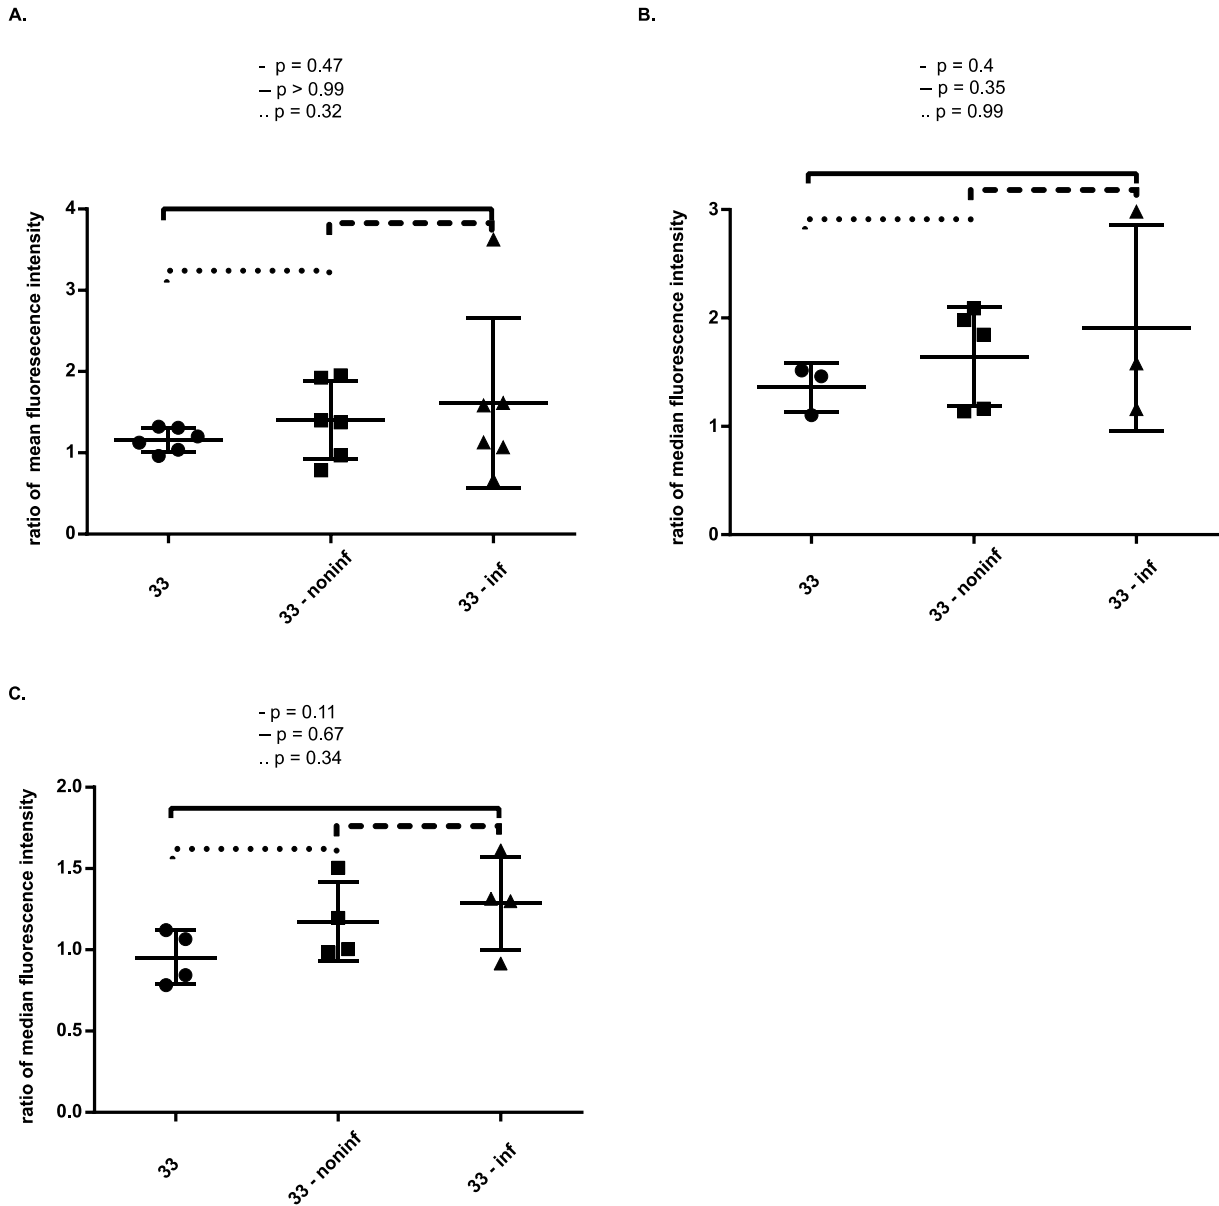 A.
- p = 0.47
– p > 0.99
.. p = 0.32
ratio of mean fluoresecence intensity
4
3
2
1
0
33
33 - noninf
33 - inf
B.
- p = 0.4
– p = 0.35
.. p = 0.99
ratio of median fluorescence intensity
3
2
1
0
33
33 - noninf
33 - inf
C.
- p = 0.11
– p = 0.67
.. p = 0.34
ratio of median fluorescence intensity
2.0
1.5
1.0
0.5
0.0
33
33 - noninf
33 - inf